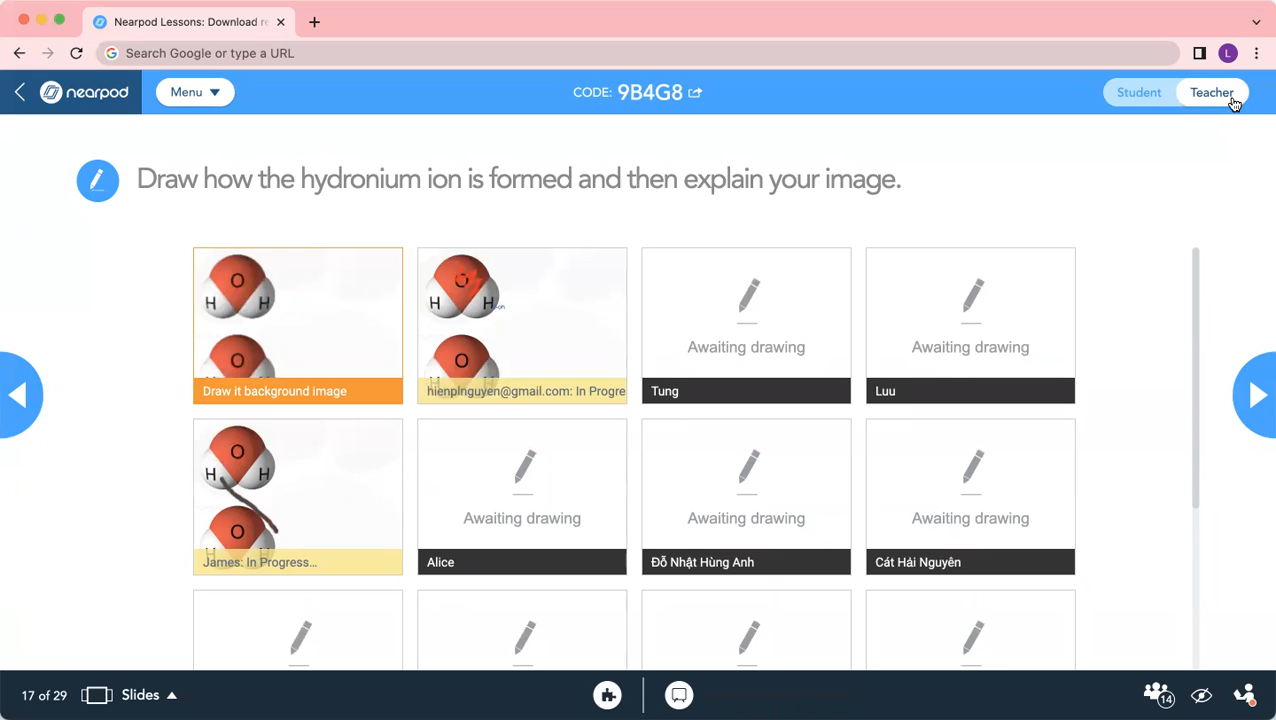 Nearpod Lessons: Download re
Search Google or type a URL
L
nearpod
Menu
CODE: 9B4G8
Student
Teacher
Draw how the hydronium ion is formed and then explain your image.
O
H H
O
Draw it background image
O
H H
O
hienplnguyen@gmail.com: In Progre
Awaiting drawing
Tung
Awaiting drawing
Luu
O
H H
O
James: In Progress...
Awaiting drawing
Alice
Awaiting drawing
Đỗ Nhật Hùng Anh
Awaiting drawing
Cát Hải Nguyên
17 of 29
Slides
14